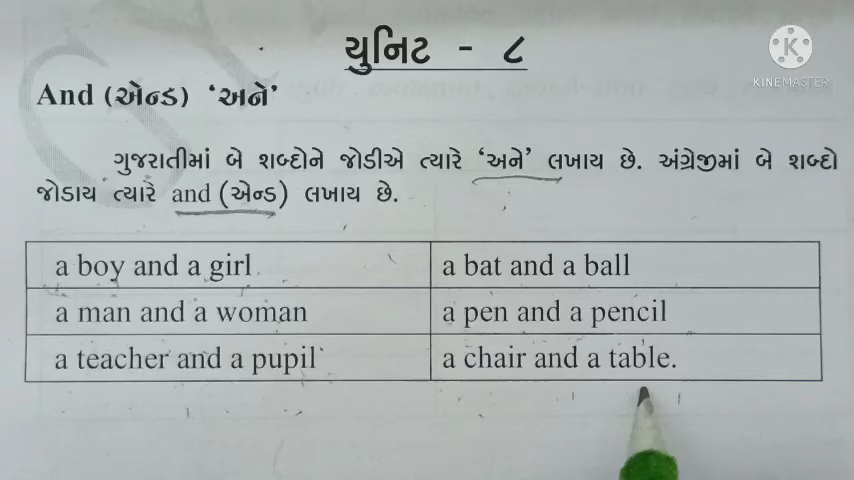 યુનિટ - ૮
KINEMASTER
And (એન્ડ) ‘અને’
ગુજરાતીમાં બે શબ્દોને જોડીએ ત્યારે ‘અને’ લખાય છે. અંગ્રેજીમાં બે શબ્દો
જોડાય ત્યારે and (એન્ડ) લખાય છે.
a boy and a girl a bat and a ball
a man and a woman a pen and a pencil
a teacher and a pupil a chair and a table.